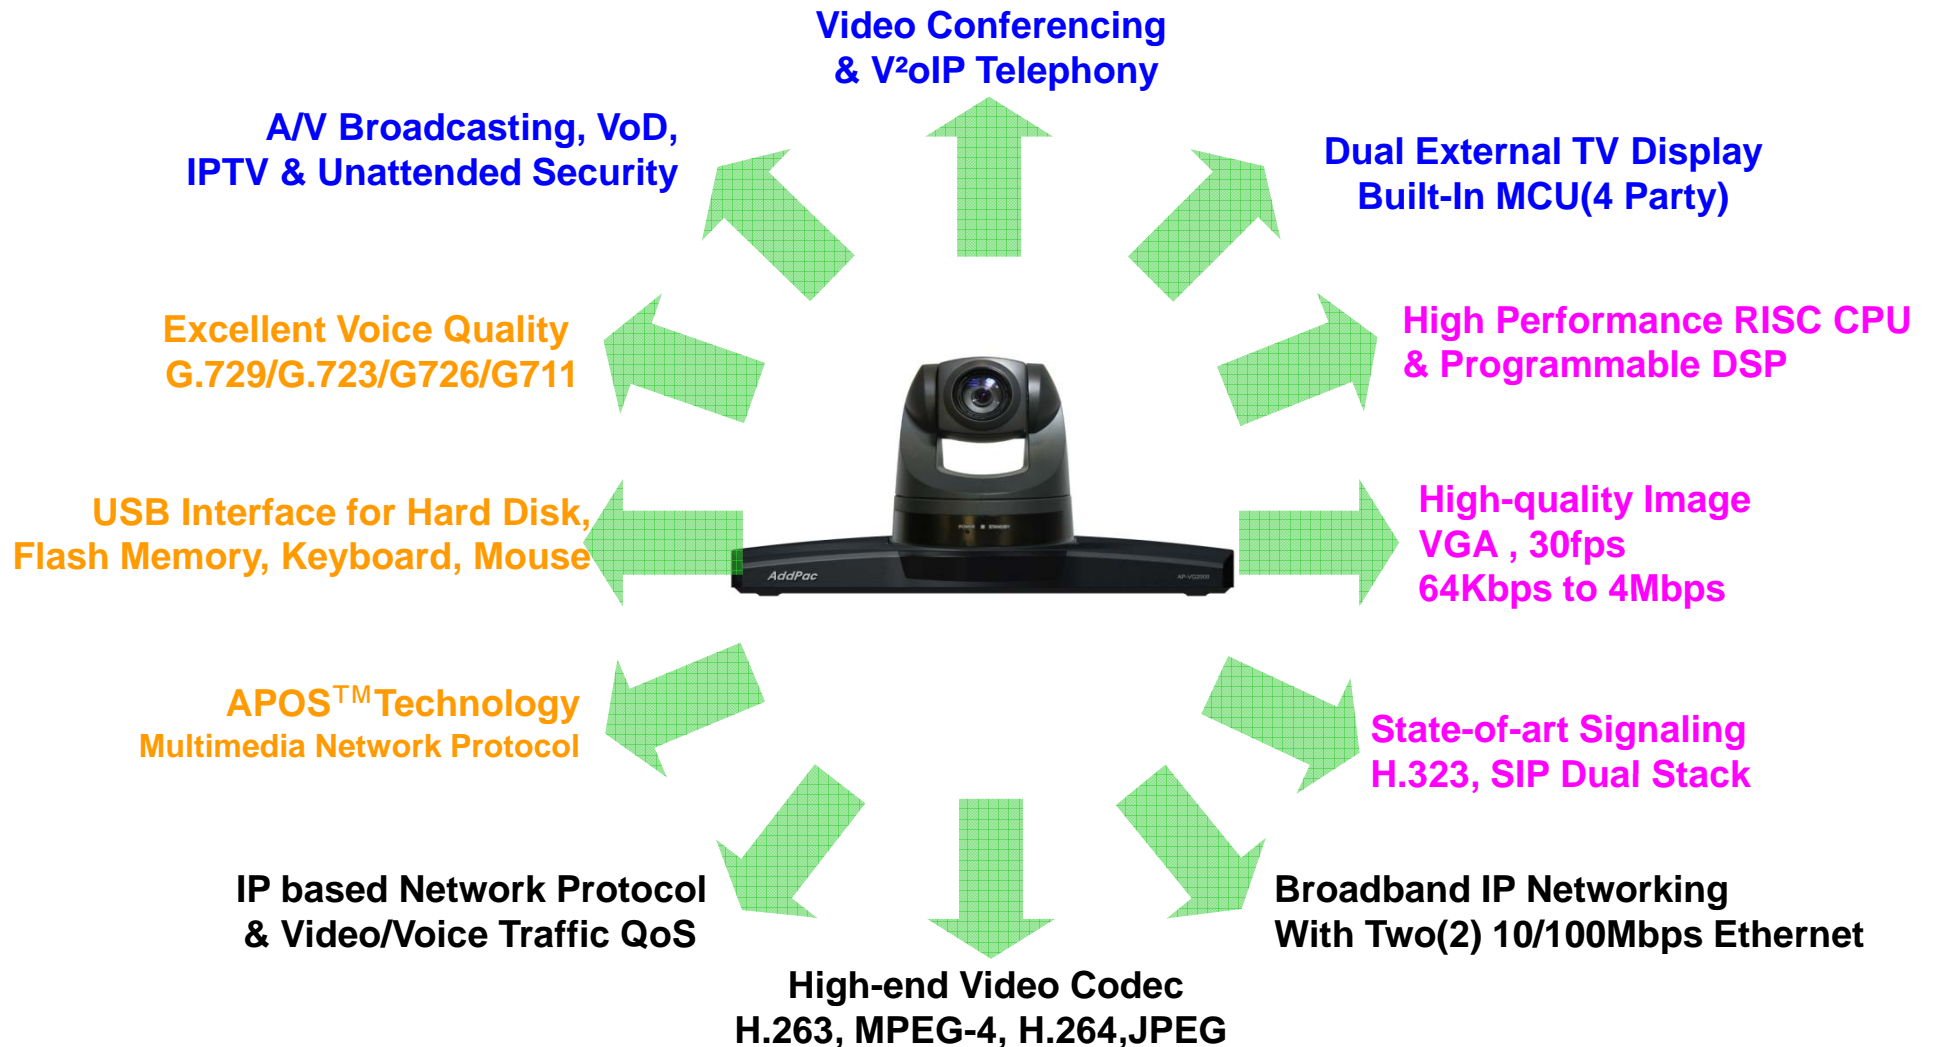 Video Conferencing
& V²oIP Telephony
A/V Broadcasting, VoD,
IPTV & Unattended Security
Dual External TV Display
Built-In MCU(4 Party)
Excellent Voice Quality
G.729/G.723/G726/G711
High Performance RISC CPU
& Programmable DSP
USB Interface for Hard Disk,
Flash Memory, Keyboard, Mouse
High-quality Image
VGA , 30fps
64Kbps to 4Mbps
POWER STANDBY
AddPac
AP-VG2000
APOS™Technology
Multimedia Network Protocol
State-of-art Signaling
H.323, SIP Dual Stack
IP based Network Protocol
& Video/Voice Traffic QoS
Broadband IP Networking
With Two(2) 10/100Mbps Ethernet
High-end Video Codec
H.263, MPEG-4, H.264,JPEG